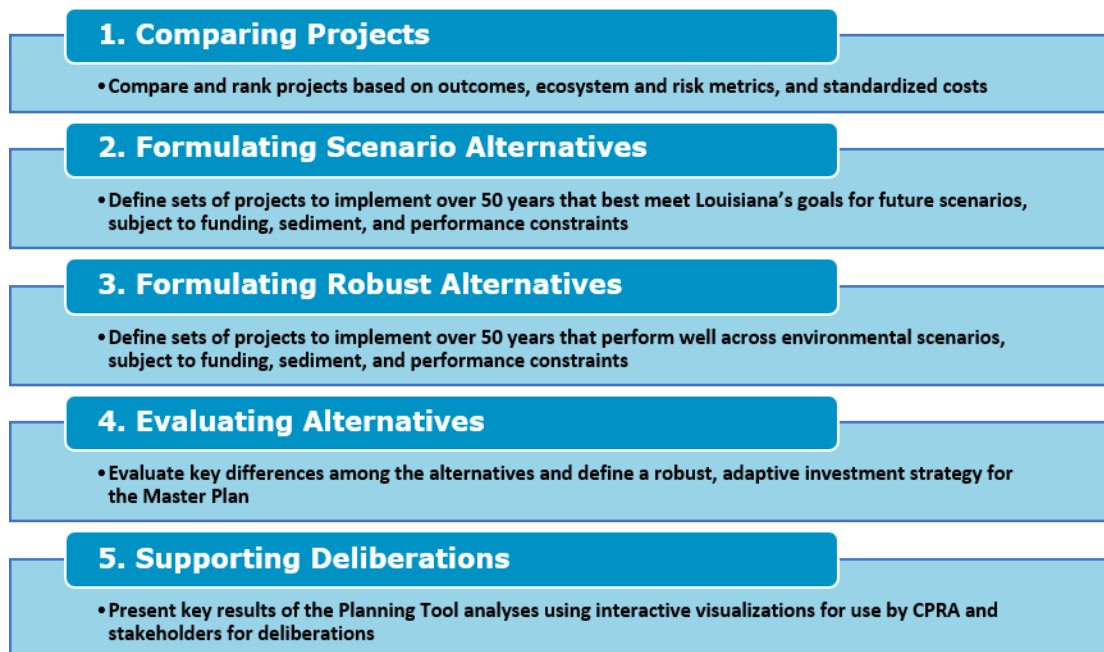 1. Comparing Projects
•Compare and rank projects based on outcomes, ecosystem and risk metrics, and standardized costs
2. Formulating Scenario Alternatives
•Define sets of projects to implement over 50 years that best meet Louisiana’s goals for future scenarios,
subject to funding, sediment, and performance constraints
3. Formulating Robust Alternatives
•Define sets of projects to implement over 50 years that perform well across environmental scenarios,
subject to funding, sediment, and performance constraints
4. Evaluating Alternatives
•Evaluate key differences among the alternatives and define a robust, adaptive investment strategy for
the Master Plan
5. Supporting Deliberations
•Present key results of the Planning Tool analyses using interactive visualizations for use by CPRA and
stakeholders for deliberations